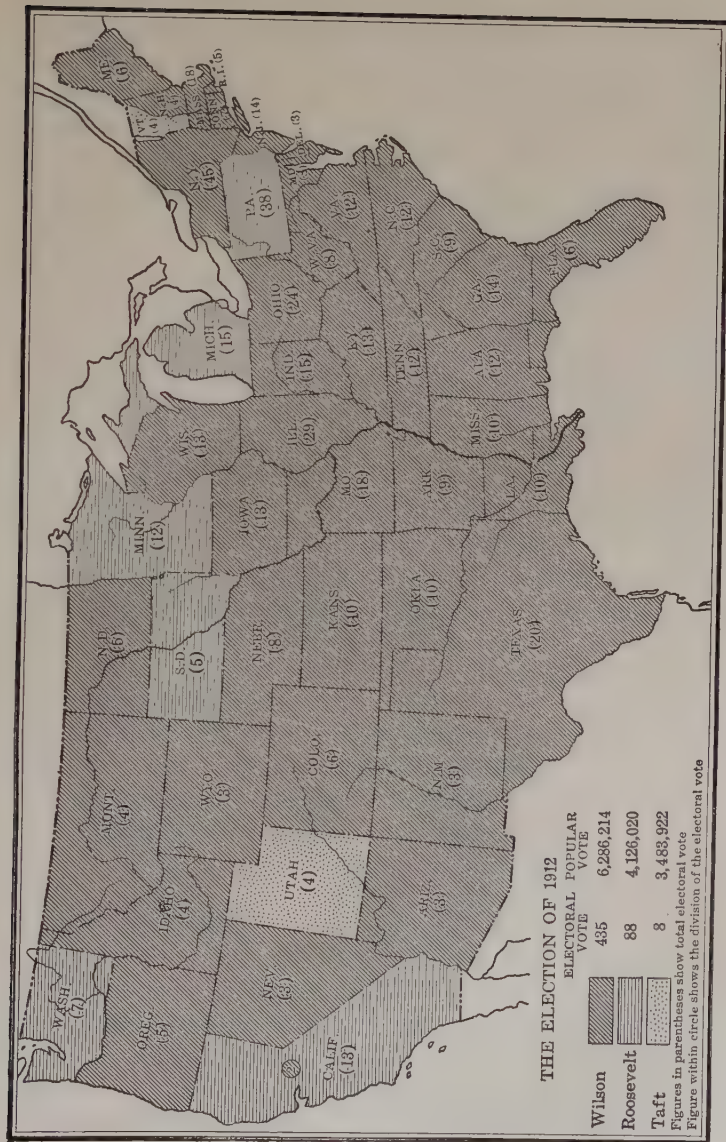 WASH.
(7)
OREG.
(5)
CALIF.
(13)
2
NEV.
(3)
IDAHO
(4)
MONT.
(4)
WYO
(3)
UTAH
(4)
COLO.
(6)
ARIZ.
(3)
N.M
(3)
N.D.
(6)
S.D.
(5)
NEBR.
(8)
KANS.
(10)
OKLA
(10)
TEXAS
(20)
MINN.
(12)
IOWA
(13)
MO
(18)
ARK
(9)
LA.
(10)
WIS.
(13)
ILL.
(29)
MICH.
(15)
IND.
(15)
OHIO
(24)
KY
(13)
TENN
(12)
MISS.
(10)
ALA
(12)
GA.
(14)
FLA.
(6)
S.C.
(9)
N.C
(12)
VA.
(12)
W.VA.
(8)
PA.
(38)
N.Y.
(45)
VT.
(4)
N.H
(4)
ME.
(6)
MASS. (18)
R.I. (5)
CONN
N.J. (14)
DEL. (3)
THE ELECTION OF 1912
ELECTORAL POPULAR
VOTE VOTE
Wilson 435 6,286,214
Roosevelt 88 4,126,020
Taft 8 3,483,922
Figures in parentheses show total electoral vote
Figure within circle shows the division of the electoral vote